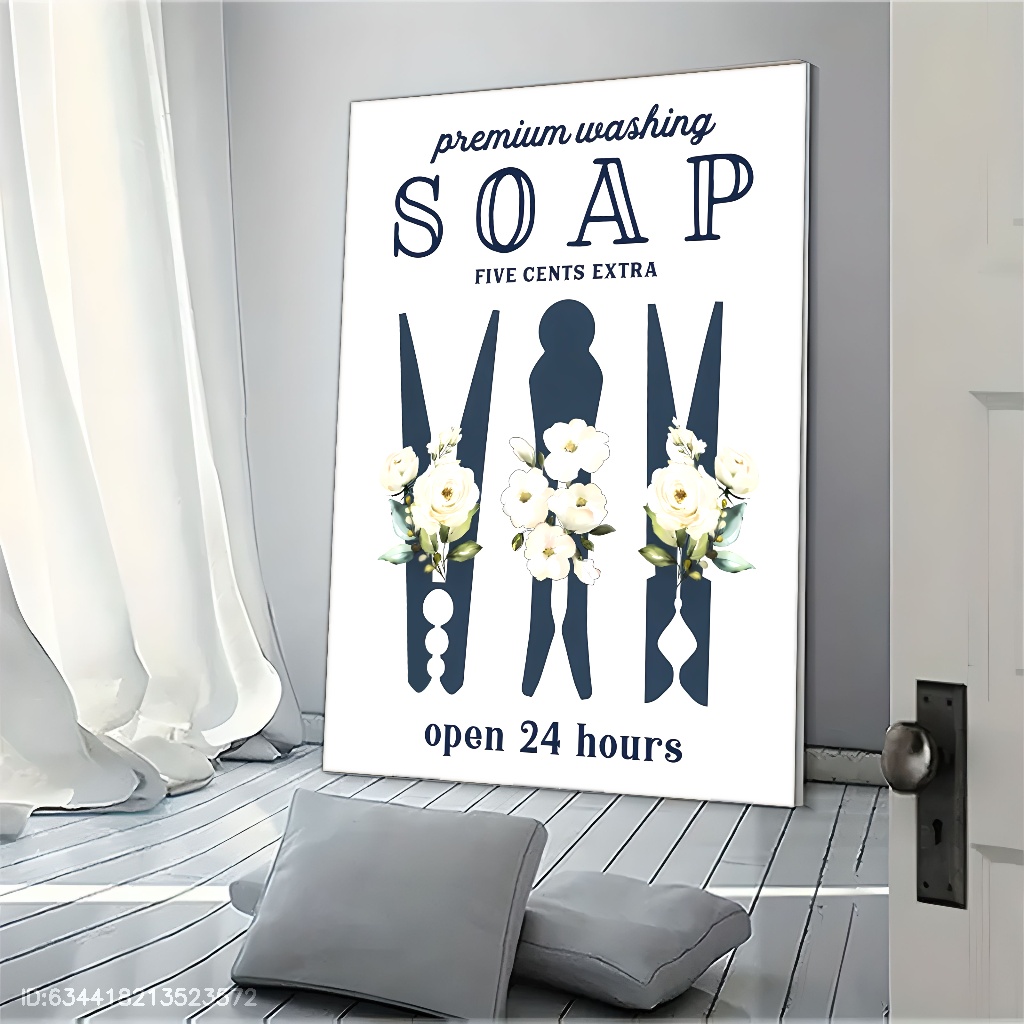 premium washing
SOAP
FIVE CENTS EXTRA
open 24 hours
ID:634418213523572